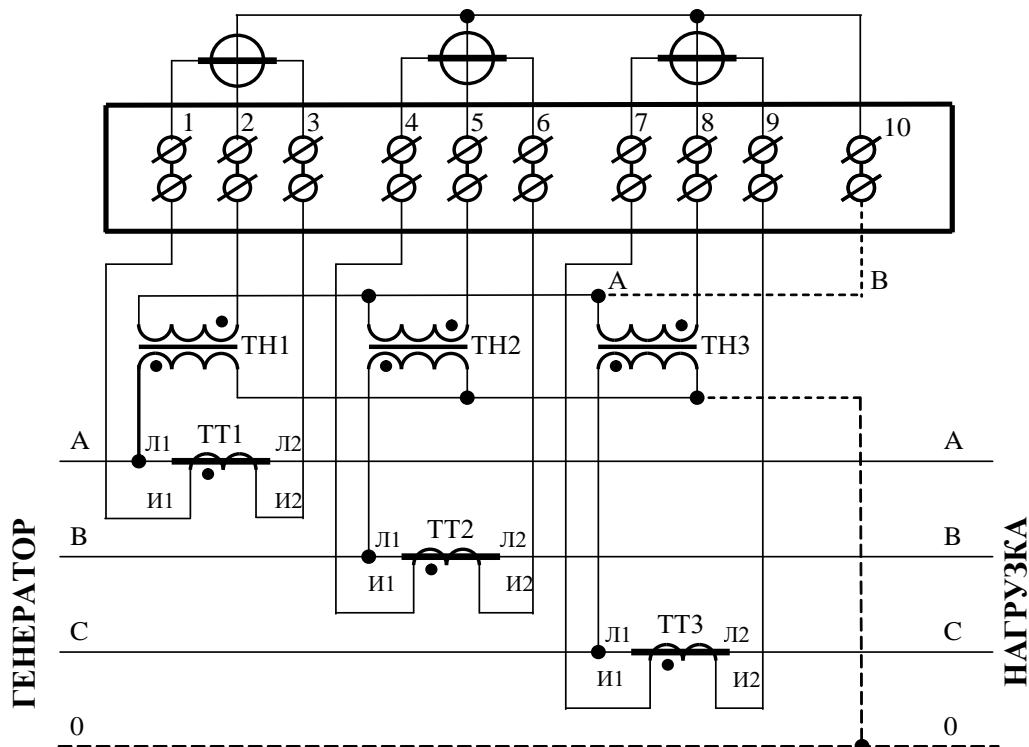 1 2 3 4 5 6 7 8 9 10
А В
ТН1 ТН2 ТН3
А Л1 ТТ1 Л2 А
И1 И2
В Л1 ТТ2 Л2 В
И1 И2
С Л1 ТТ3 Л2 С
И1 И2
0 0
ГЕНЕРАТОР
НАГРУЗКА